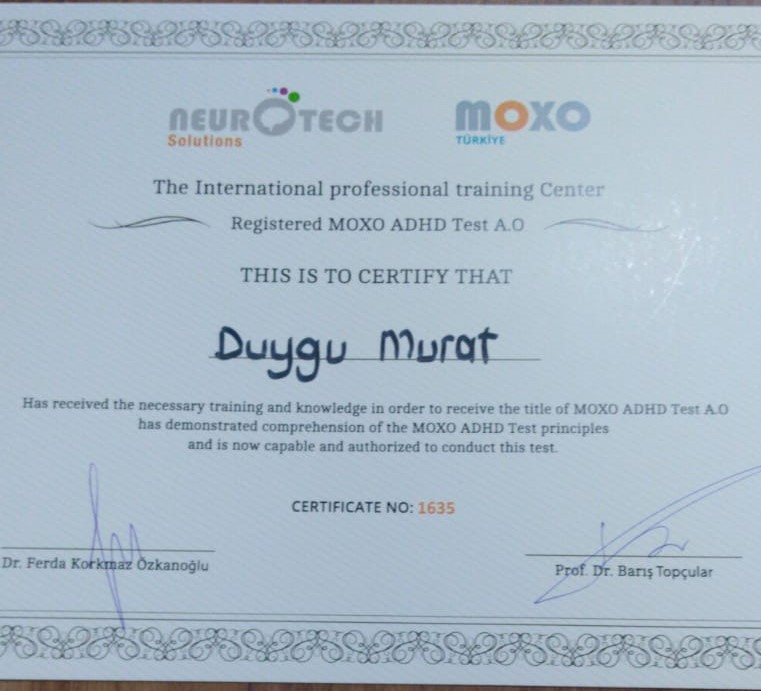 NEUROTECH
Solutions
MOXO
TÜRKİYE
The International professional training Center
Registered MOXO ADHD Test A.O
THIS IS TO CERTIFY THAT
Duygu Murat
Has received the necessary training and knowledge in order to receive the title of MOXO ADHD Test A.O
has demonstrated comprehension of the MOXO ADHD Test principles
and is now capable and authorized to conduct this test.
CERTIFICATE NO: 1635
Dr. Ferda Korkmaz Özkanoğlu
Prof. Dr. Barış Topçular